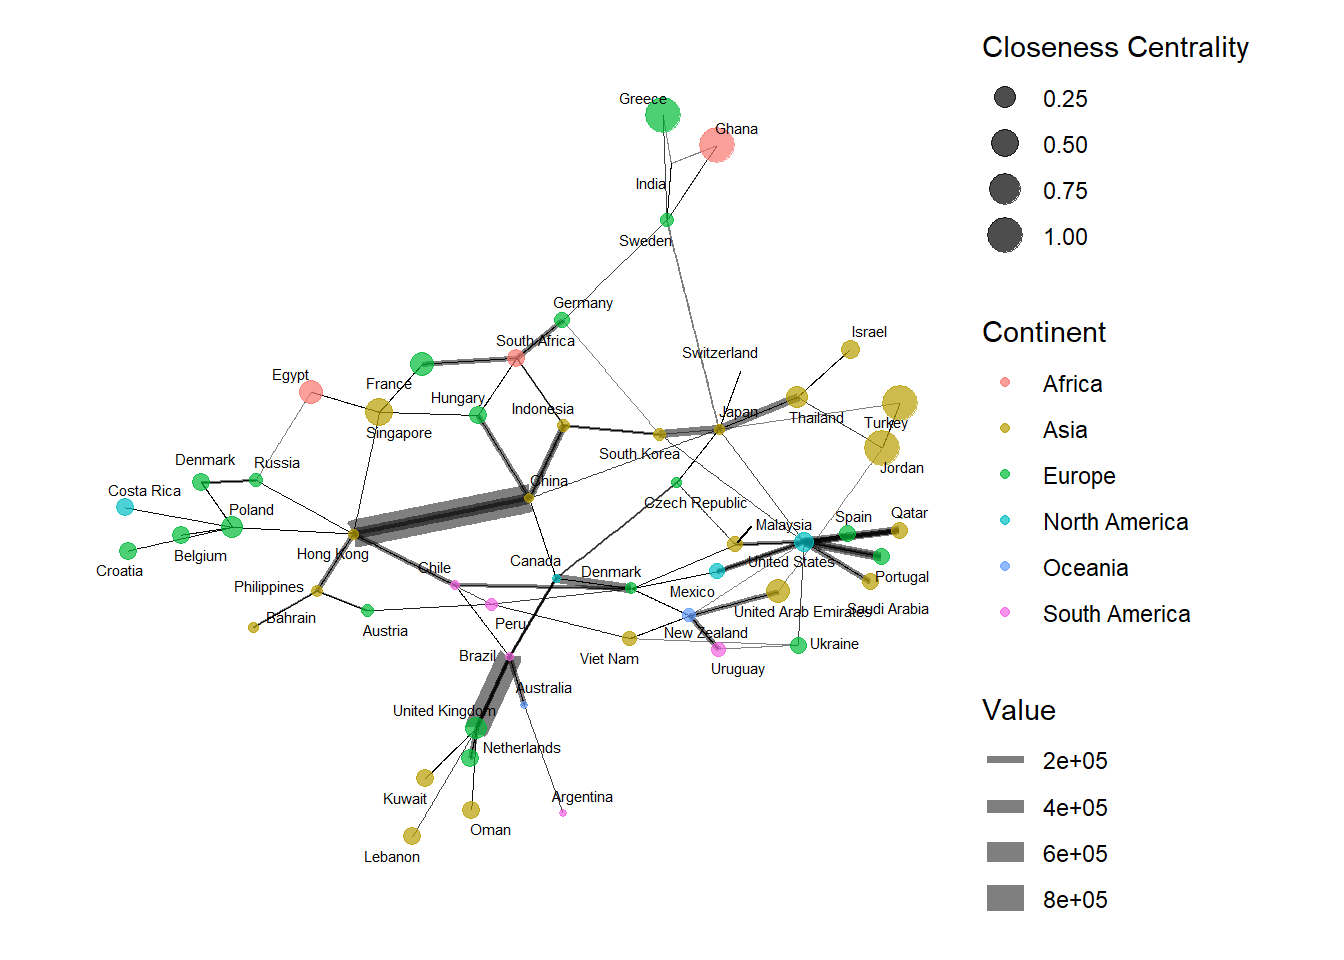 Closeness Centrality
0.25
0.50
0.75
1.00
Continent
Africa
Asia
Europe
North America
Oceania
South America
Value
2e+05
4e+05
6e+05
8e+05
Greece
Ghana
India
Sweden
Germany
South Africa
Switzerland
Israel
Egypt
France
Hungary
Indonesia
Japan
Thailand
Turkey
Singapore
South Korea
Jordan
Denmark
Russia
Costa Rica
China
Czech Republic
Poland
Malaysia
Spain
Qatar
Belgium
Hong Kong
Croatia
Chile
Canada
Denmark
United States
Portugal
Philippines
Mexico
Saudi Arabia
Bahrain
United Arab Emirates
Austria
Peru
New Zealand
Ukraine
Brazil
Viet Nam
Uruguay
Australia
United Kingdom
Netherlands
Kuwait
Argentina
Oman
Lebanon